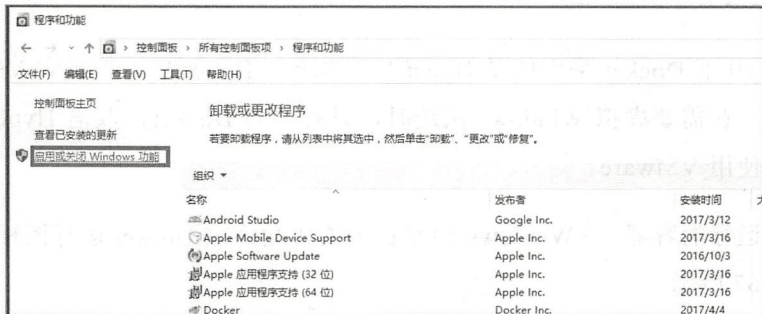 程序和功能
控制面板 › 所有控制面板项 › 程序和功能
文件(F) 编辑(E) 查看(V) 工具(T) 帮助(H)
控制面板主页
查看已安装的更新
启用或关闭 Windows 功能
卸载或更改程序
若要卸载程序，请从列表中将其选中，然后单击“卸载”、“更改”或“修复”。
组织
名称 发布者 安装时间
Android Studio Google Inc. 2017/3/12
Apple Mobile Device Support Apple Inc. 2017/3/16
Apple Software Update Apple Inc. 2016/10/3
Apple 应用程序支持 (32 位) Apple Inc. 2017/3/16
Apple 应用程序支持 (64 位) Apple Inc. 2017/3/16
Docker Docker Inc. 2017/4/4